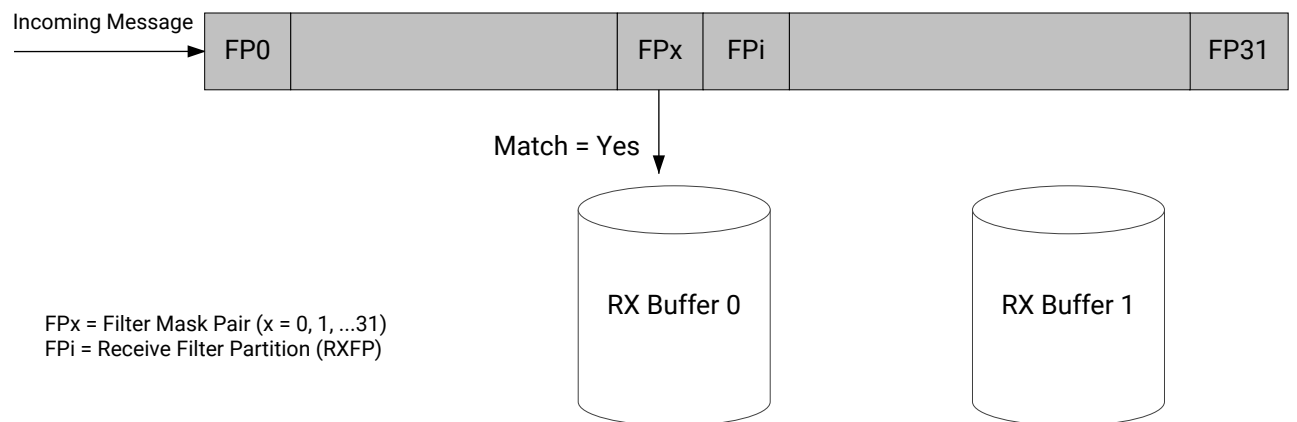 Incoming Message
FP0
FPx
FPi
FP31
Match = Yes
RX Buffer 0
RX Buffer 1
FPx = Filter Mask Pair (x = 0, 1, ...31)
FPi = Receive Filter Partition (RXFP)